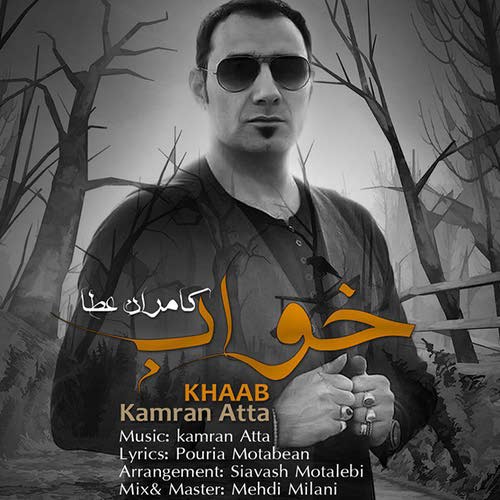 کامران عطا
خواب
KHAAB
Kamran Atta
Music: kamran Atta
Lyrics: Pouria Motabean
Arrangement: Siavash Motalebi
Mix& Master: Mehdi Milani